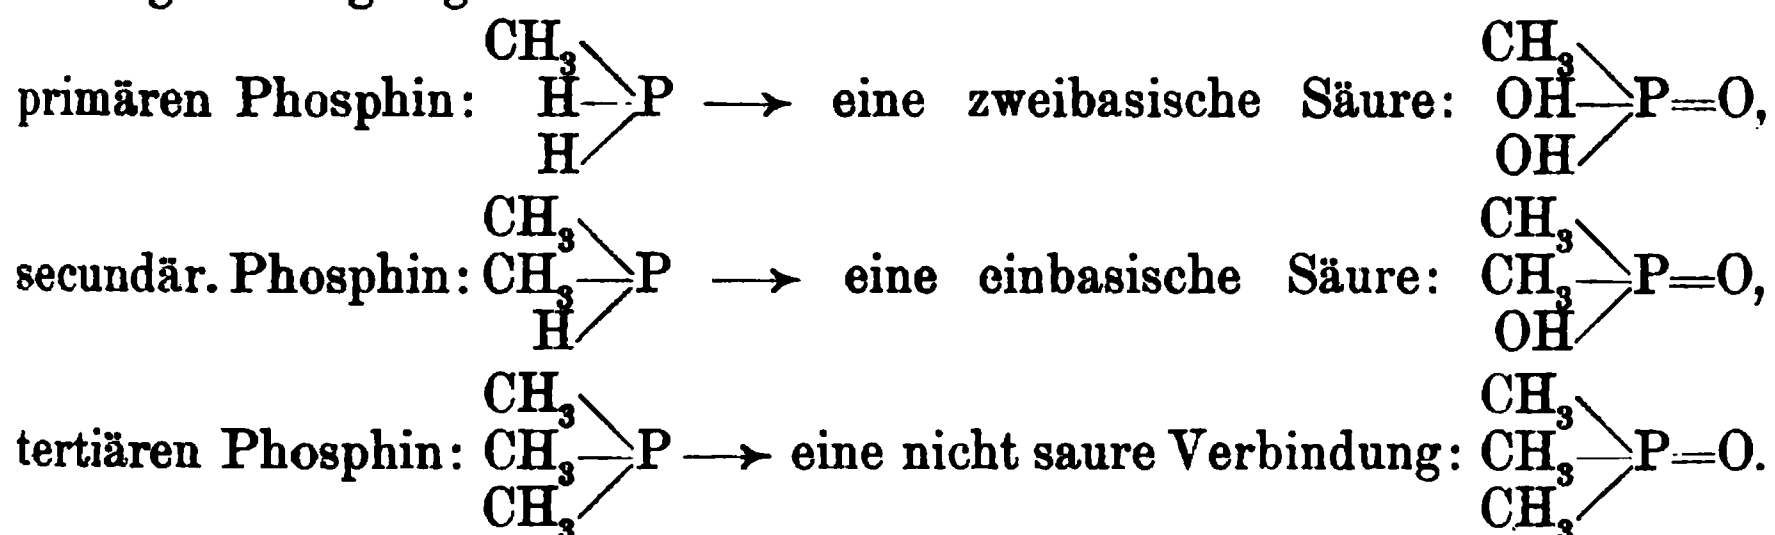 CH₃ CH₃
primären Phosphin: H—P → eine zweibasische Säure: OH—P=O,
H OH
CH₃ CH₃
secundär. Phosphin: CH₃—P → eine einbasische Säure: CH₃—P=O,
H OH
CH₃ CH₃
tertiären Phosphin: CH₃—P → eine nicht saure Verbindung: CH₃—P=O.
CH₃ CH₃